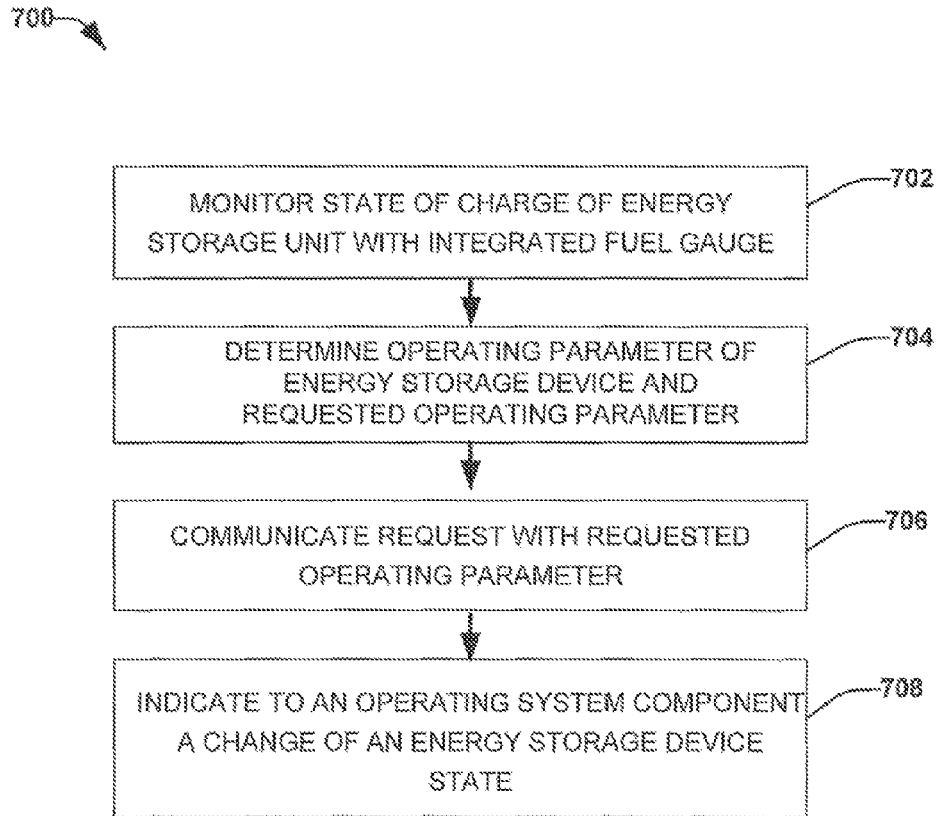 700
MONITOR STATE OF CHARGE OF ENERGY
STORAGE UNIT WITH INTEGRATED FUEL GAUGE
702
DETERMINE OPERATING PARAMETER OF
ENERGY STORAGE DEVICE AND
REQUESTED OPERATING PARAMETER
704
COMMUNICATE REQUEST WITH REQUESTED
OPERATING PARAMETER
706
INDICATE TO AN OPERATING SYSTEM COMPONENT
A CHANGE OF AN ENERGY STORAGE DEVICE
STATE
708